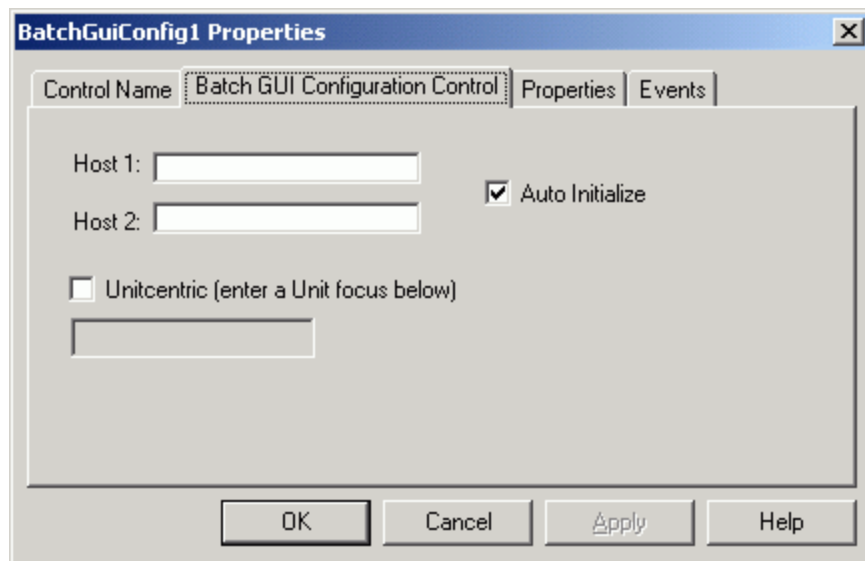 BatchGuiConfig1 Properties
Control Name Batch GUI Configuration Control Properties Events
Host 1:
Auto Initialize
Host 2:
Unitcentric (enter a Unit focus below)
OK Cancel Apply Help